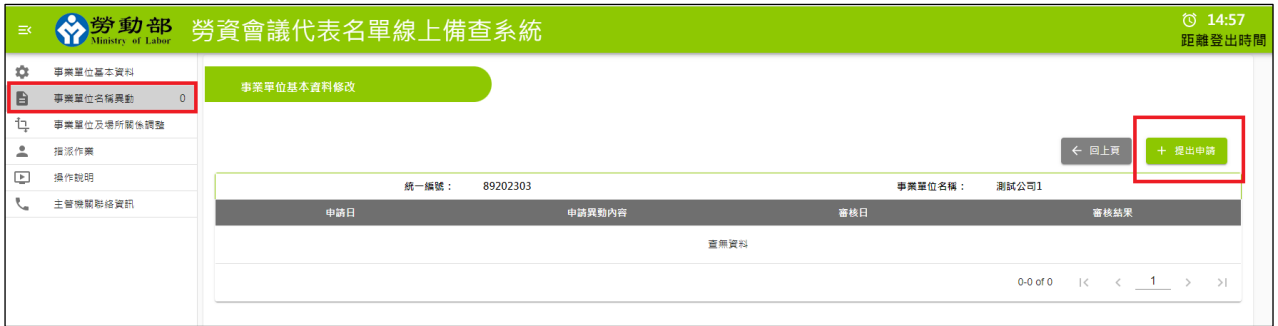 勞動部
Ministry of Labor
勞資會議代表名單線上備查系統
14:57
距離登出時間
事業單位基本資料
事業單位名稱異動 0
事業單位及場所關係調整
指派作業
操作說明
主管機關聯絡資訊
事業單位基本資料修改
回上頁
+ 提出申請
統一編號： 89202303 事業單位名稱： 測試公司1
申請日 申請異動內容 審核日 審核結果
查無資料
0-0 of 0 |< < 1 > >|